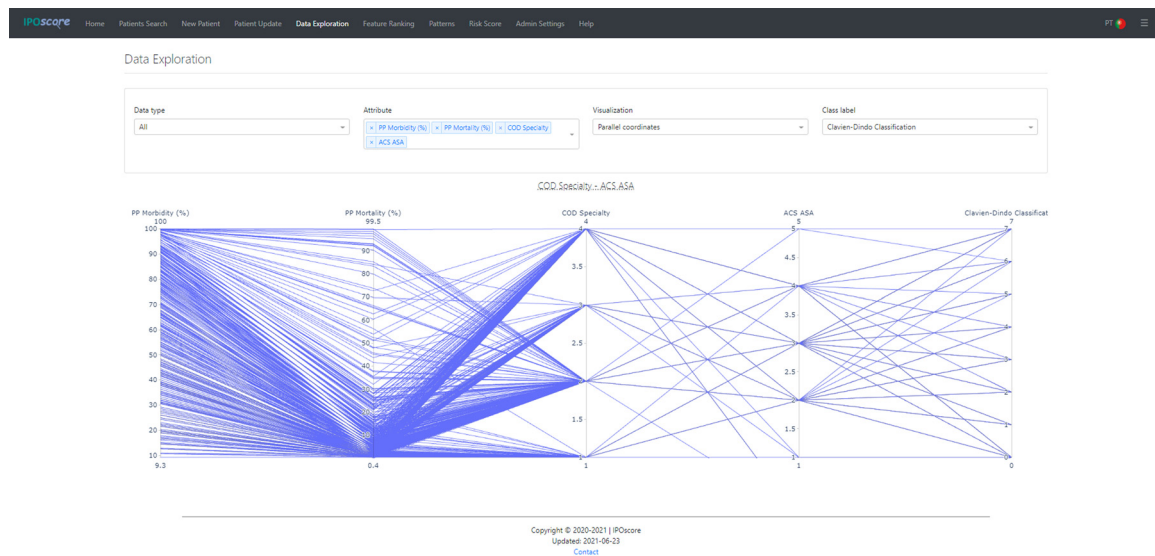 IPOscore Home Patients Search New Patient Patient Update Data Exploration Feature Ranking Patterns Risk Score Admin Settings Help PT
Data Exploration
Data type Attribute Visualization Class label
All × PP Morbidity (%) × PP Mortality (%) × COD Specialty Parallel coordinates Clavien-Dindo Classification
× ACS ASA
COD Specialty - ACS ASA
PP Morbidity (%) PP Mortality (%) COD Specialty ACS ASA Clavien-Dindo Classificat
100 99.5 4 5 7
100 4 5 7
90 90
4.5
80 80 3.5 6
70 70 4 5
60 60 3
3.5 4
50 50
2.5 3 3
40 40
30 2 2.5 2
30
20 20 1.5 2 1
10 10 1.5
1 1 0
9.3 0.4 1 1 0
Copyright © 2020-2021 | IPOscore
Updated: 2021-06-23
Contact